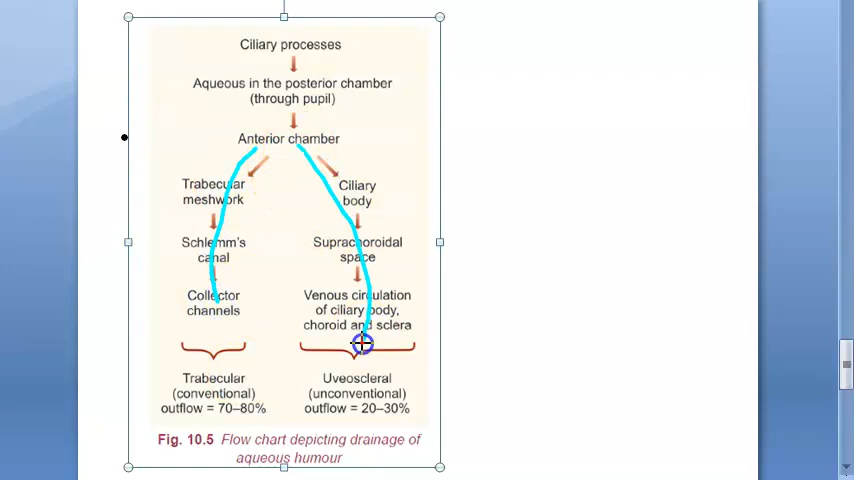 Ciliary processes
Aqueous in the posterior chamber
(through pupil)
Anterior chamber
Trabecular
meshwork
Schlemm's
canal
Collector
channels
Ciliary
body
Suprachoroidal
space
Venous circulation
of ciliary body,
choroid and sclera
Trabecular
(conventional)
outflow = 70–80%
Uveoscleral
(unconventional)
outflow = 20–30%
Fig. 10.5 Flow chart depicting drainage of
aqueous humour